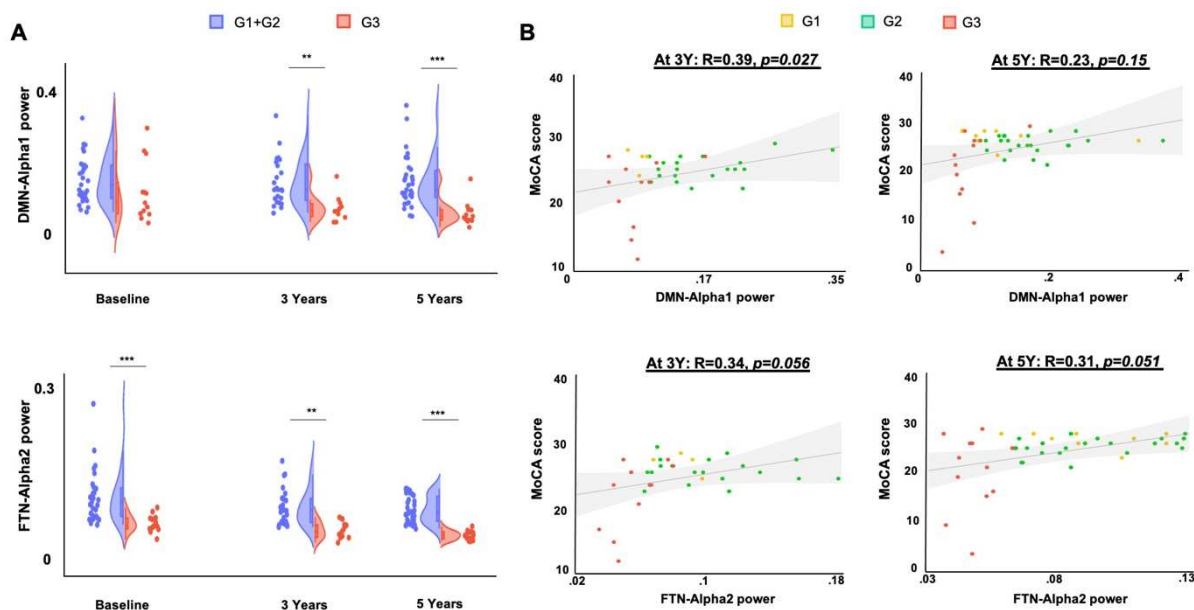 A
G1+G2 G3
DMN-Alpha1 power
0.4
0
** ***
Baseline 3 Years 5 Years
FTN-Alpha2 power
0.3
0
*** ** ***
Baseline 3 Years 5 Years
B
G1 G2 G3
At 3Y: R=0.39, p=0.027
MoCA score
40
30
20
10
0 .17 .35
DMN-Alpha1 power
At 5Y: R=0.23, p=0.15
MoCA score
40
30
20
10
0
0 .2 .4
DMN-Alpha1 power
At 3Y: R=0.34, p=0.056
MoCA score
40
30
20
10
.02 .1 .18
FTN-Alpha2 power
At 5Y: R=0.31, p=0.051
MoCA score
40
30
20
10
0
.03 .08 .13
FTN-Alpha2 power